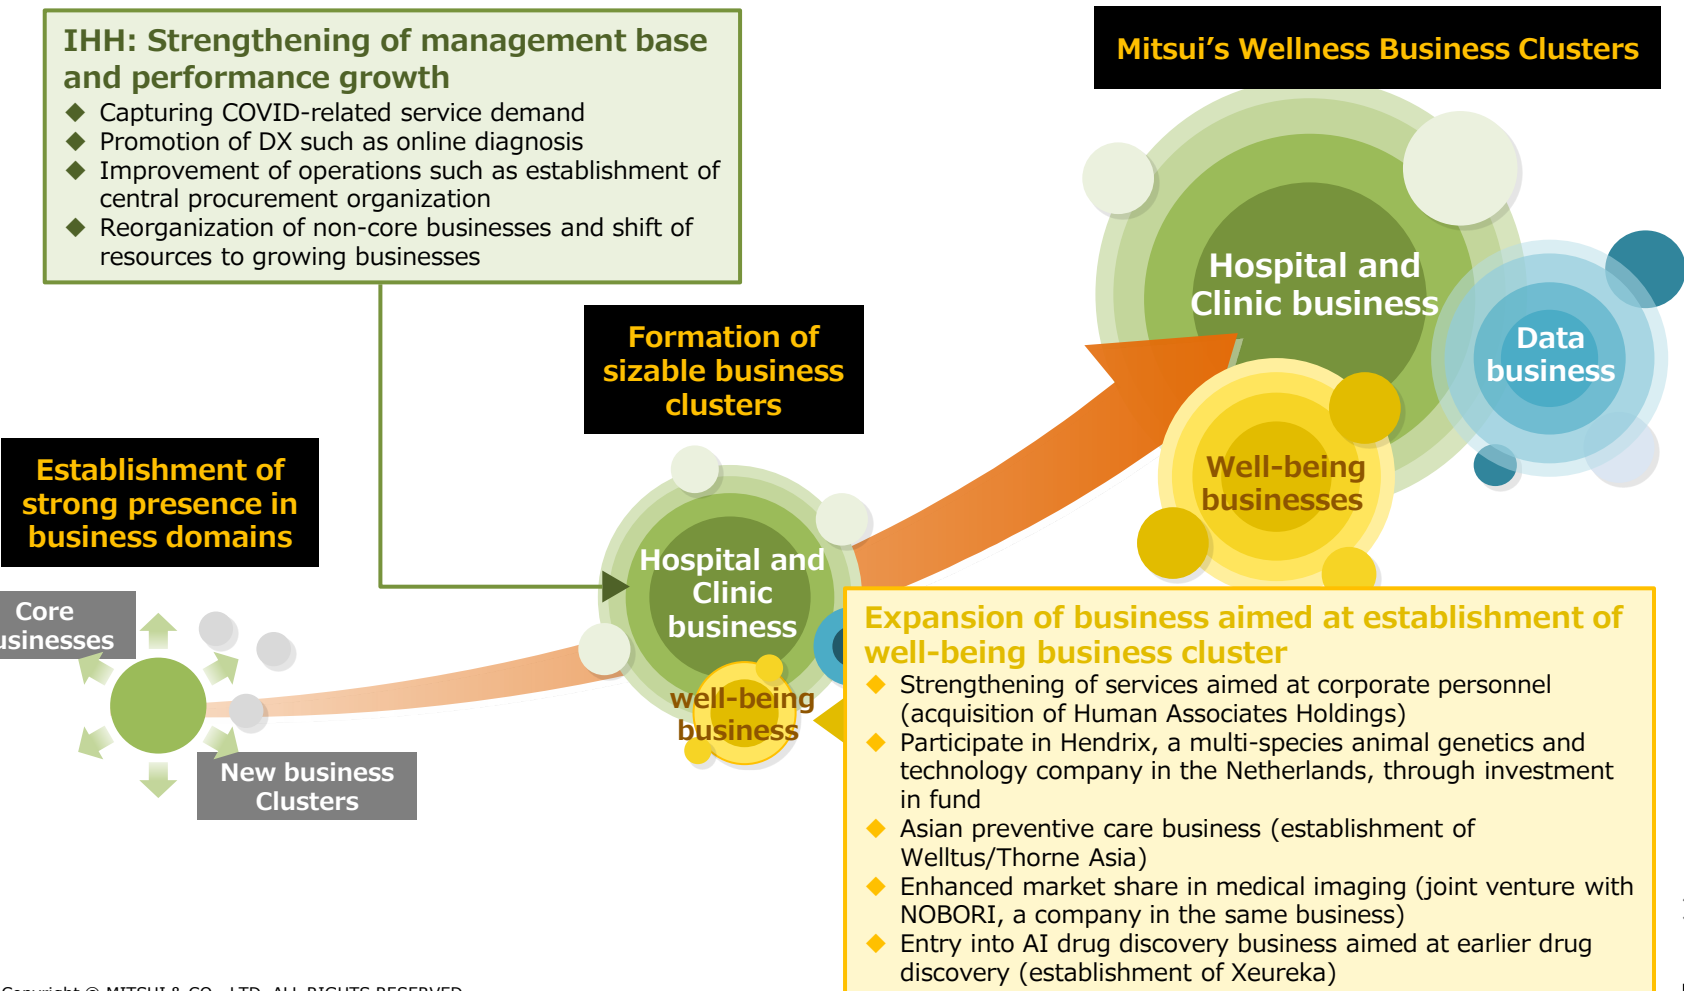 IHH: Strengthening of management base
and performance growth
◆ Capturing COVID-related service demand
◆ Promotion of DX such as online diagnosis
◆ Improvement of operations such as establishment of
central procurement organization
◆ Reorganization of non-core businesses and shift of
resources to growing businesses
Mitsui’s Wellness Business Clusters
Hospital and
Clinic business
Data
business
Well-being
businesses
Formation of
sizable business
clusters
Establishment of
strong presence in
business domains
Hospital and
Clinic
business
well-being
business
Core
usinesses
New business
Clusters
Expansion of business aimed at establishment of
well-being business cluster
◆ Strengthening of services aimed at corporate personnel
(acquisition of Human Associates Holdings)
◆ Participate in Hendrix, a multi-species animal genetics and
technology company in the Netherlands, through investment
in fund
◆ Asian preventive care business (establishment of
Welltus/Thorne Asia)
◆ Enhanced market share in medical imaging (joint venture with
NOBORI, a company in the same business)
◆ Entry into AI drug discovery business aimed at earlier drug
discovery (establishment of Xeureka)
Copyright © MITSUI & CO., LTD. ALL RIGHTS RESERVED.